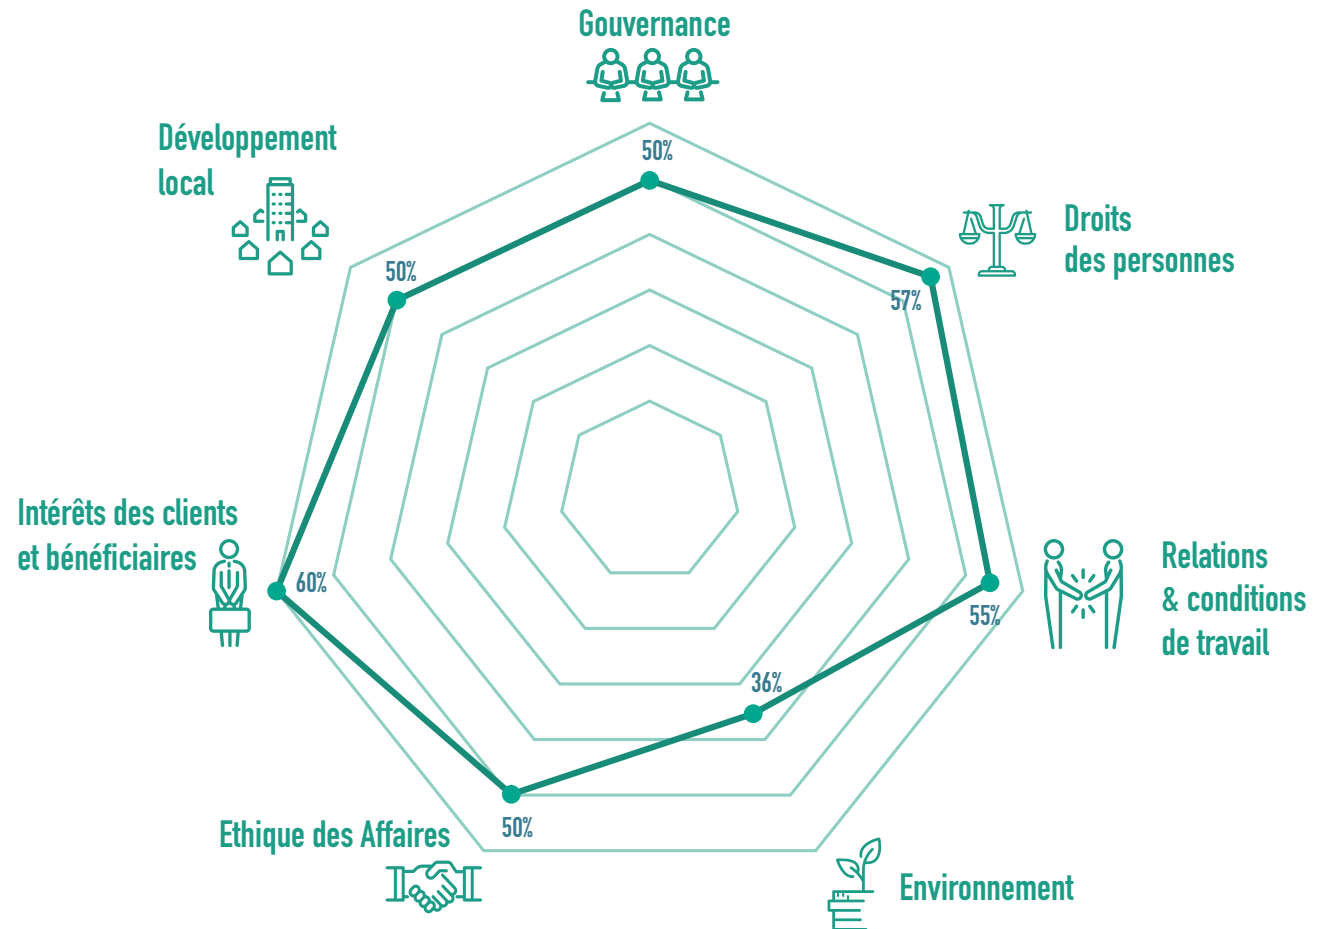 Gouvernance
50%
Développement
local
50%
Droits
des personnes
57%
Intérêts des clients
et bénéficiaires
60%
Relations
& conditions
de travail
55%
36%
Ethique des Affaires
50%
Environnement